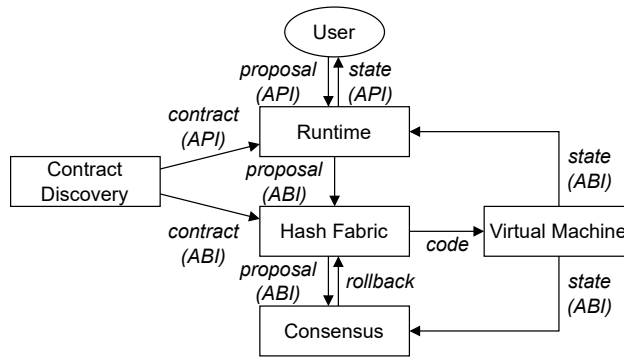 User
proposal
(API)
state
(API)
contract
(API)
Runtime
Contract
Discovery
proposal
(ABI)
state
(ABI)
contract
(ABI)
Hash Fabric
code
Virtual Machine
proposal
(ABI)
rollback
state
(ABI)
Consensus